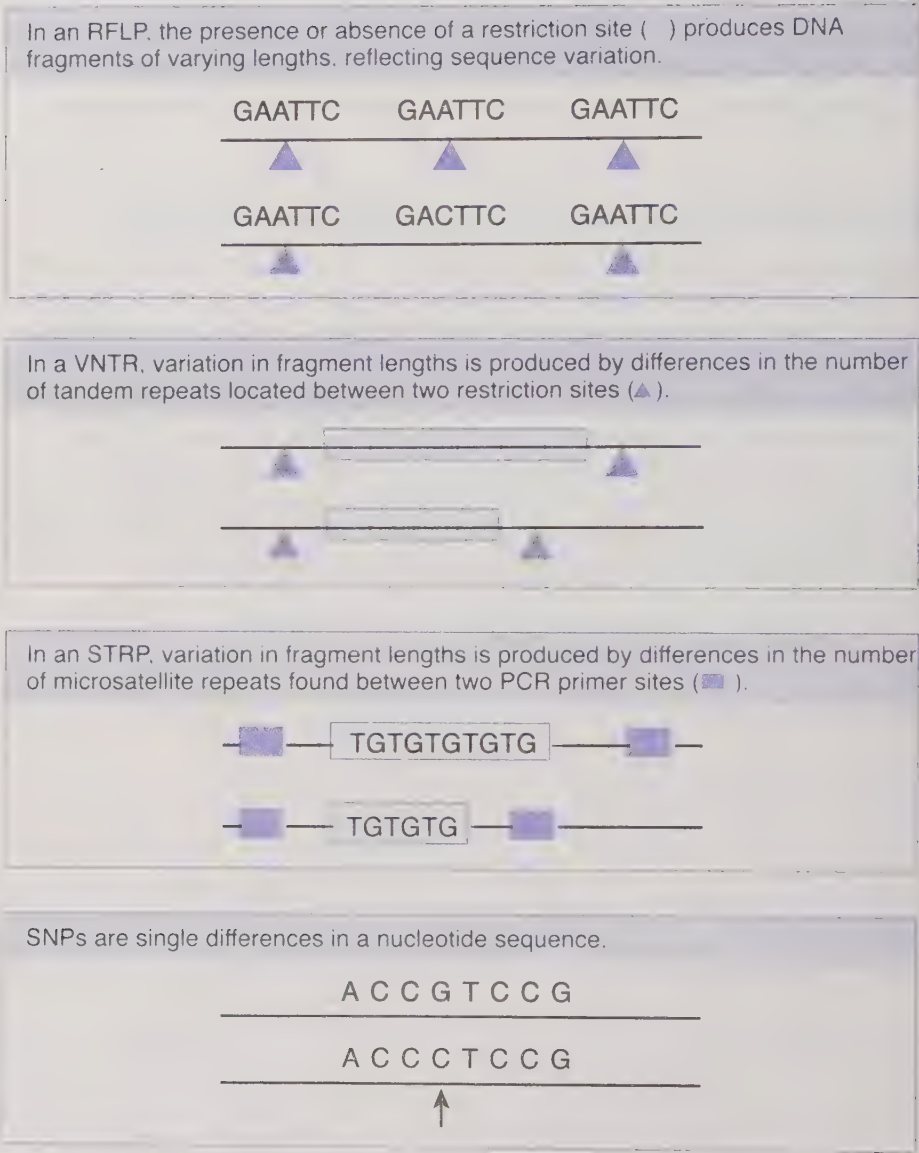 In an RFLP, the presence or absence of a restriction site ( ) produces DNA
fragments of varying lengths, reflecting sequence variation.
GAATTC GAATTC GAATTC
GAATTC GACTTC GAATTC
In a VNTR, variation in fragment lengths is produced by differences in the number
of tandem repeats located between two restriction sites (▲).
In an STRP, variation in fragment lengths is produced by differences in the number
of microsatellite repeats found between two PCR primer sites (■ ).
TGTGTGTGTG
TGTGTG
SNPs are single differences in a nucleotide sequence.
A C C G T C C G
A C C C T C C G